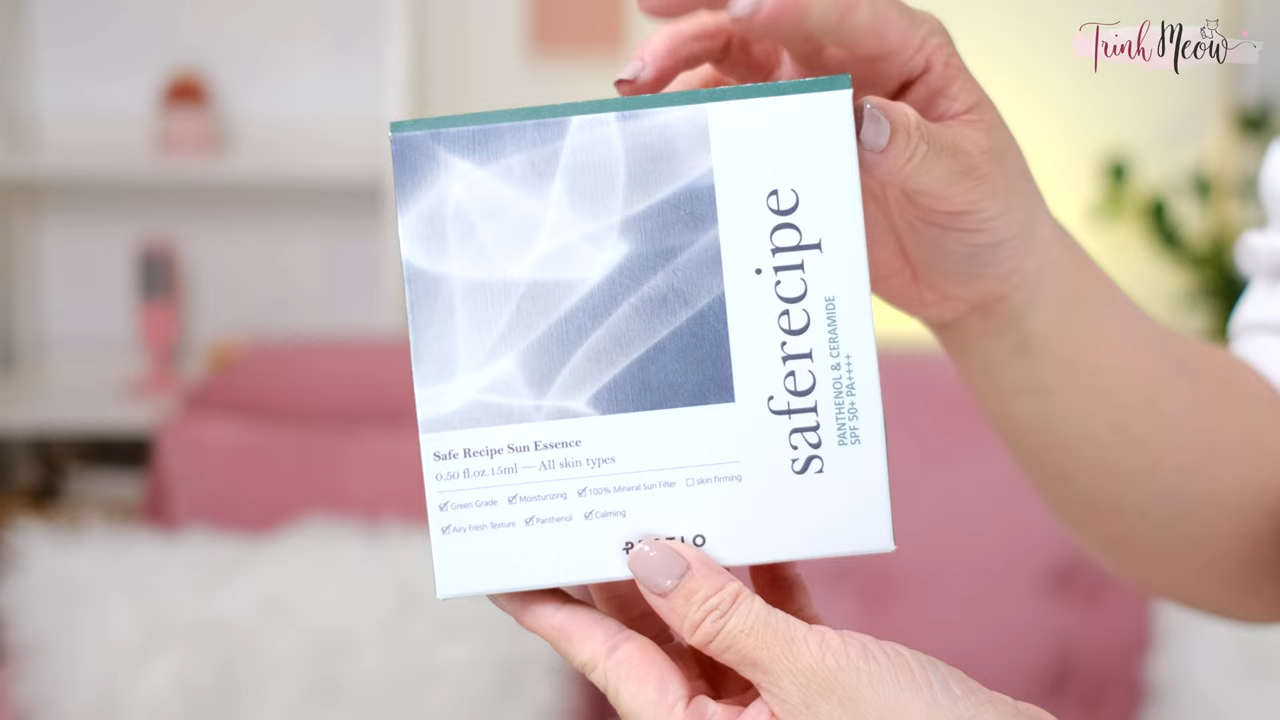 Trinh Meow
saferecipe
PANTHENOL & CERAMIDE
SPF 50+ PA++++
Safe Recipe Sun Essence
0.50 fl.oz.15ml — All skin types
☑ Green Grade ☑ Moisturizing ☑ 100% Mineral Sun Filter ☐ skin firming
☑ Airy Fresh Texture ☑ Panthenol ☑ Calming